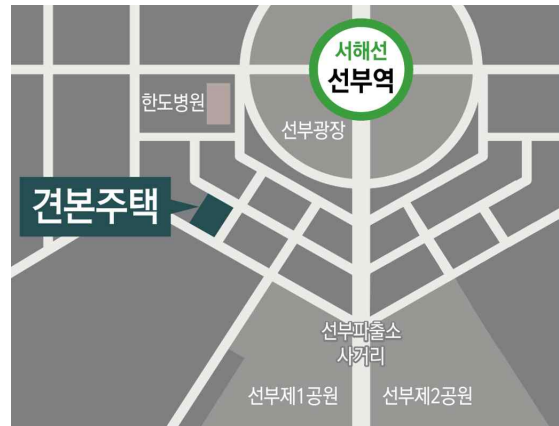 서해선
선부역
한도병원
선부광장
견본주택
선부파출소
사거리
선부제1공원
선부제2공원